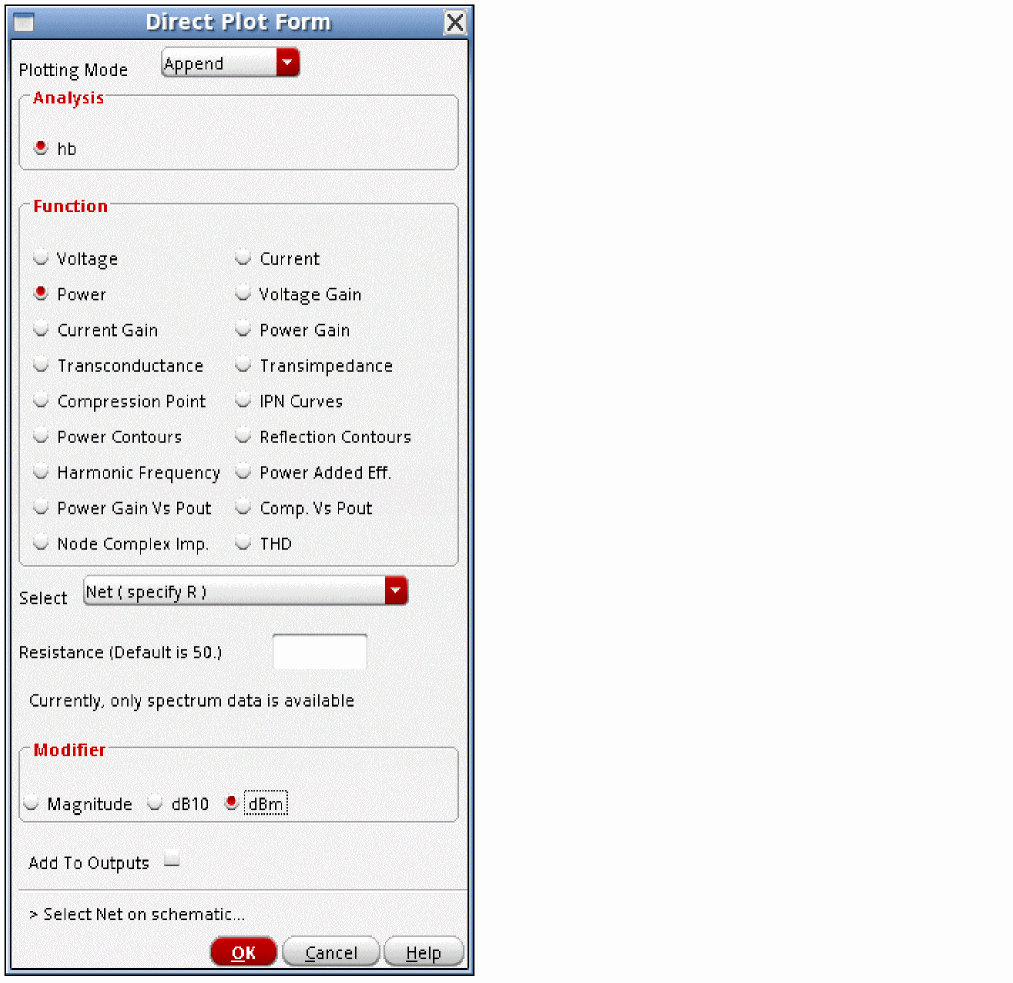 Direct Plot Form
Plotting Mode Append
Analysis
hb
Function
Voltage Current
Power Voltage Gain
Current Gain Power Gain
Transconductance Transimpedance
Compression Point IPN Curves
Power Contours Reflection Contours
Harmonic Frequency Power Added Eff.
Power Gain Vs Pout Comp. Vs Pout
Node Complex Imp. THD
Select Net ( specify R )
Resistance (Default is 50.)
Currently, only spectrum data is available
Modifier
Magnitude dB10 dBm
Add To Outputs
> Select Net on schematic...
OK Cancel Help